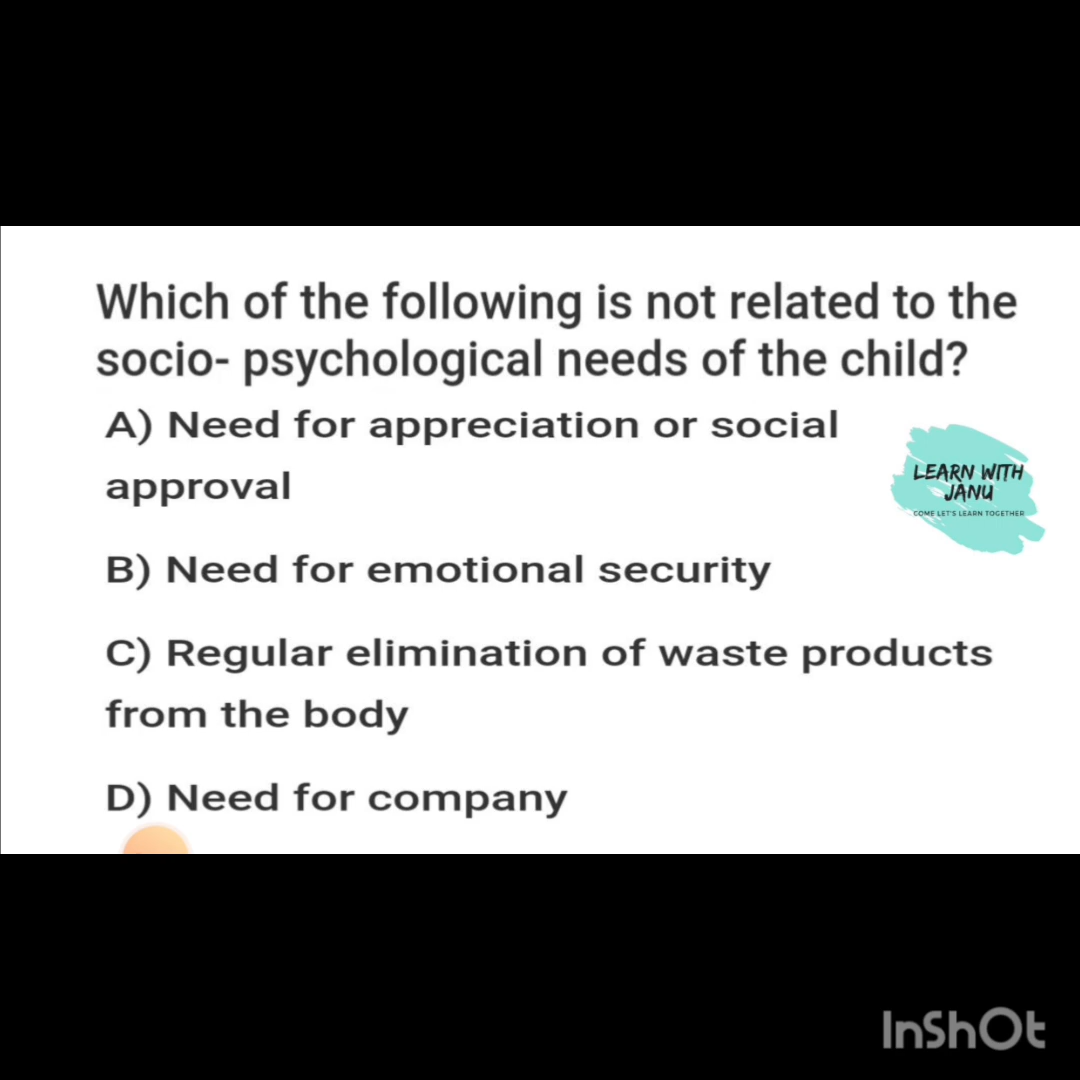 Which of the following is not related to the
socio- psychological needs of the child?
A) Need for appreciation or social
approval
LEARN WITH
JANU
COME LET'S LEARN TOGETHER
B) Need for emotional security
C) Regular elimination of waste products
from the body
D) Need for company
InShOt